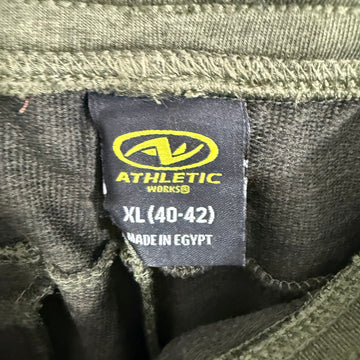 ATHLETIC
WORKS®
XL (40-42)
MADE IN EGYPT